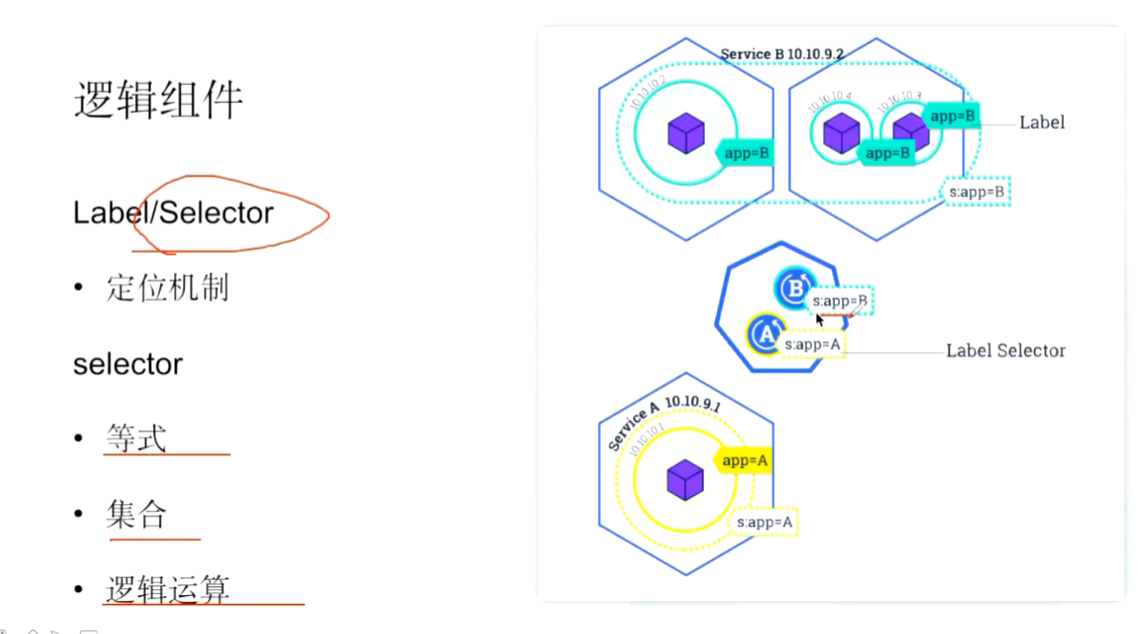 逻辑组件
Label/Selector
• 定位机制
selector
• 等式
• 集合
• 逻辑运算
Service B 10.10.9.2
10.10.10.2
10.10.10.4
10.10.10.3
app=B
app=B
app=B
Label
s:app=B
B
s:app=B
A
s:app=A
Label Selector
Service A 10.10.9.1
10.10.10.1
app=A
s:app=A